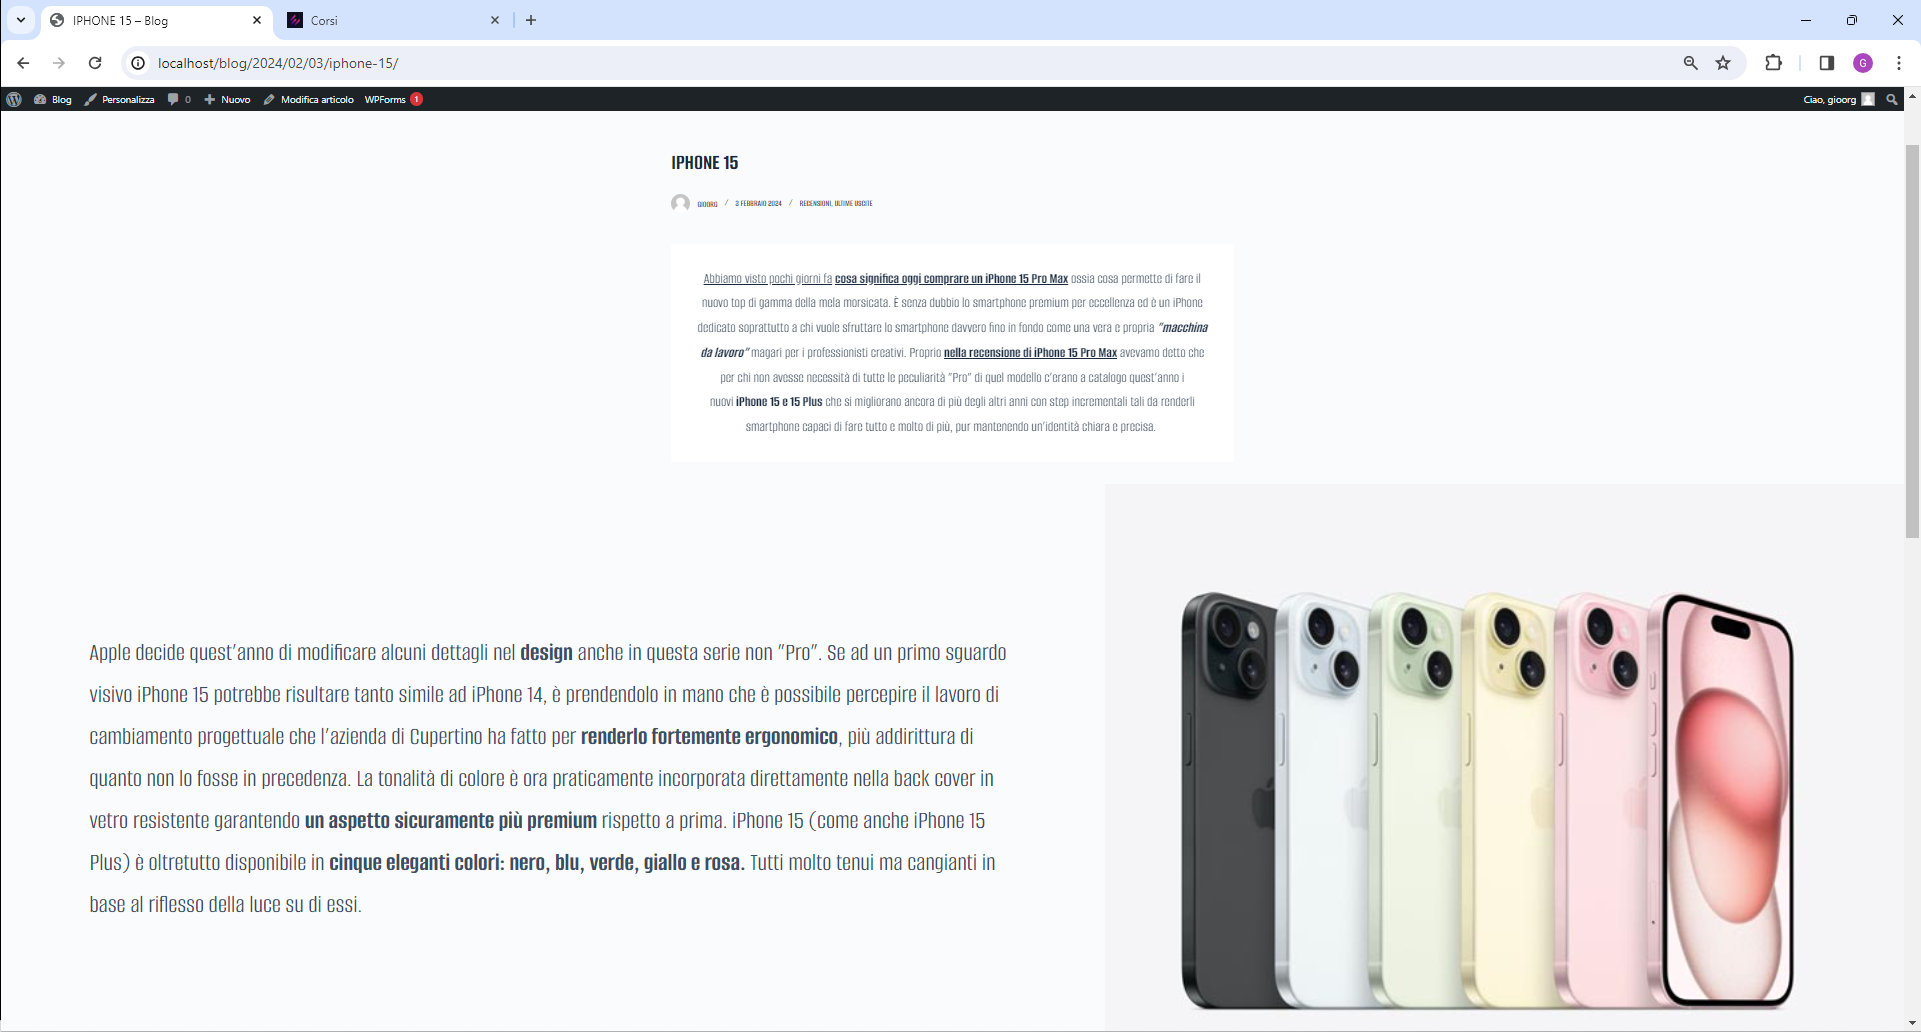 IPHONE 15 – Blog
Corsi
localhost/blog/2024/02/03/iphone-15/
G
Blog
Personalizza
0
Nuovo
Modifica articolo
WPForms 1
Ciao, gioorg
IPHONE 15
GIOORG / 3 FEBBRAIO 2024 / RECENSIONI, ULTIME USCITE
Abbiamo visto pochi giorni fa cosa significa oggi comprare un iPhone 15 Pro Max ossia cosa permette di fare il
nuovo top di gamma della mela morsicata. È senza dubbio lo smartphone premium per eccellenza ed è un iPhone
dedicato soprattutto a chi vuole sfruttare lo smartphone davvero fino in fondo come una vera e propria “macchina
da lavoro” magari per i professionisti creativi. Proprio nella recensione di iPhone 15 Pro Max avevamo detto che
per chi non avesse necessità di tutte le peculiarità “Pro” di quel modello c’erano a catalogo quest’anno i
nuovi iPhone 15 e 15 Plus che si migliorano ancora di più degli altri anni con step incrementali tali da renderli
smartphone capaci di fare tutto e molto di più, pur mantenendo un’identità chiara e precisa.
Apple decide quest’anno di modificare alcuni dettagli nel design anche in questa serie non “Pro”. Se ad un primo sguardo
visivo iPhone 15 potrebbe risultare tanto simile ad iPhone 14, è prendendolo in mano che è possibile percepire il lavoro di
cambiamento progettuale che l’azienda di Cupertino ha fatto per renderlo fortemente ergonomico, più addirittura di
quanto non lo fosse in precedenza. La tonalità di colore è ora praticamente incorporata direttamente nella back cover in
vetro resistente garantendo un aspetto sicuramente più premium rispetto a prima. iPhone 15 (come anche iPhone 15
Plus) è oltretutto disponibile in cinque eleganti colori: nero, blu, verde, giallo e rosa. Tutti molto tenui ma cangianti in
base al riflesso della luce su di essi.